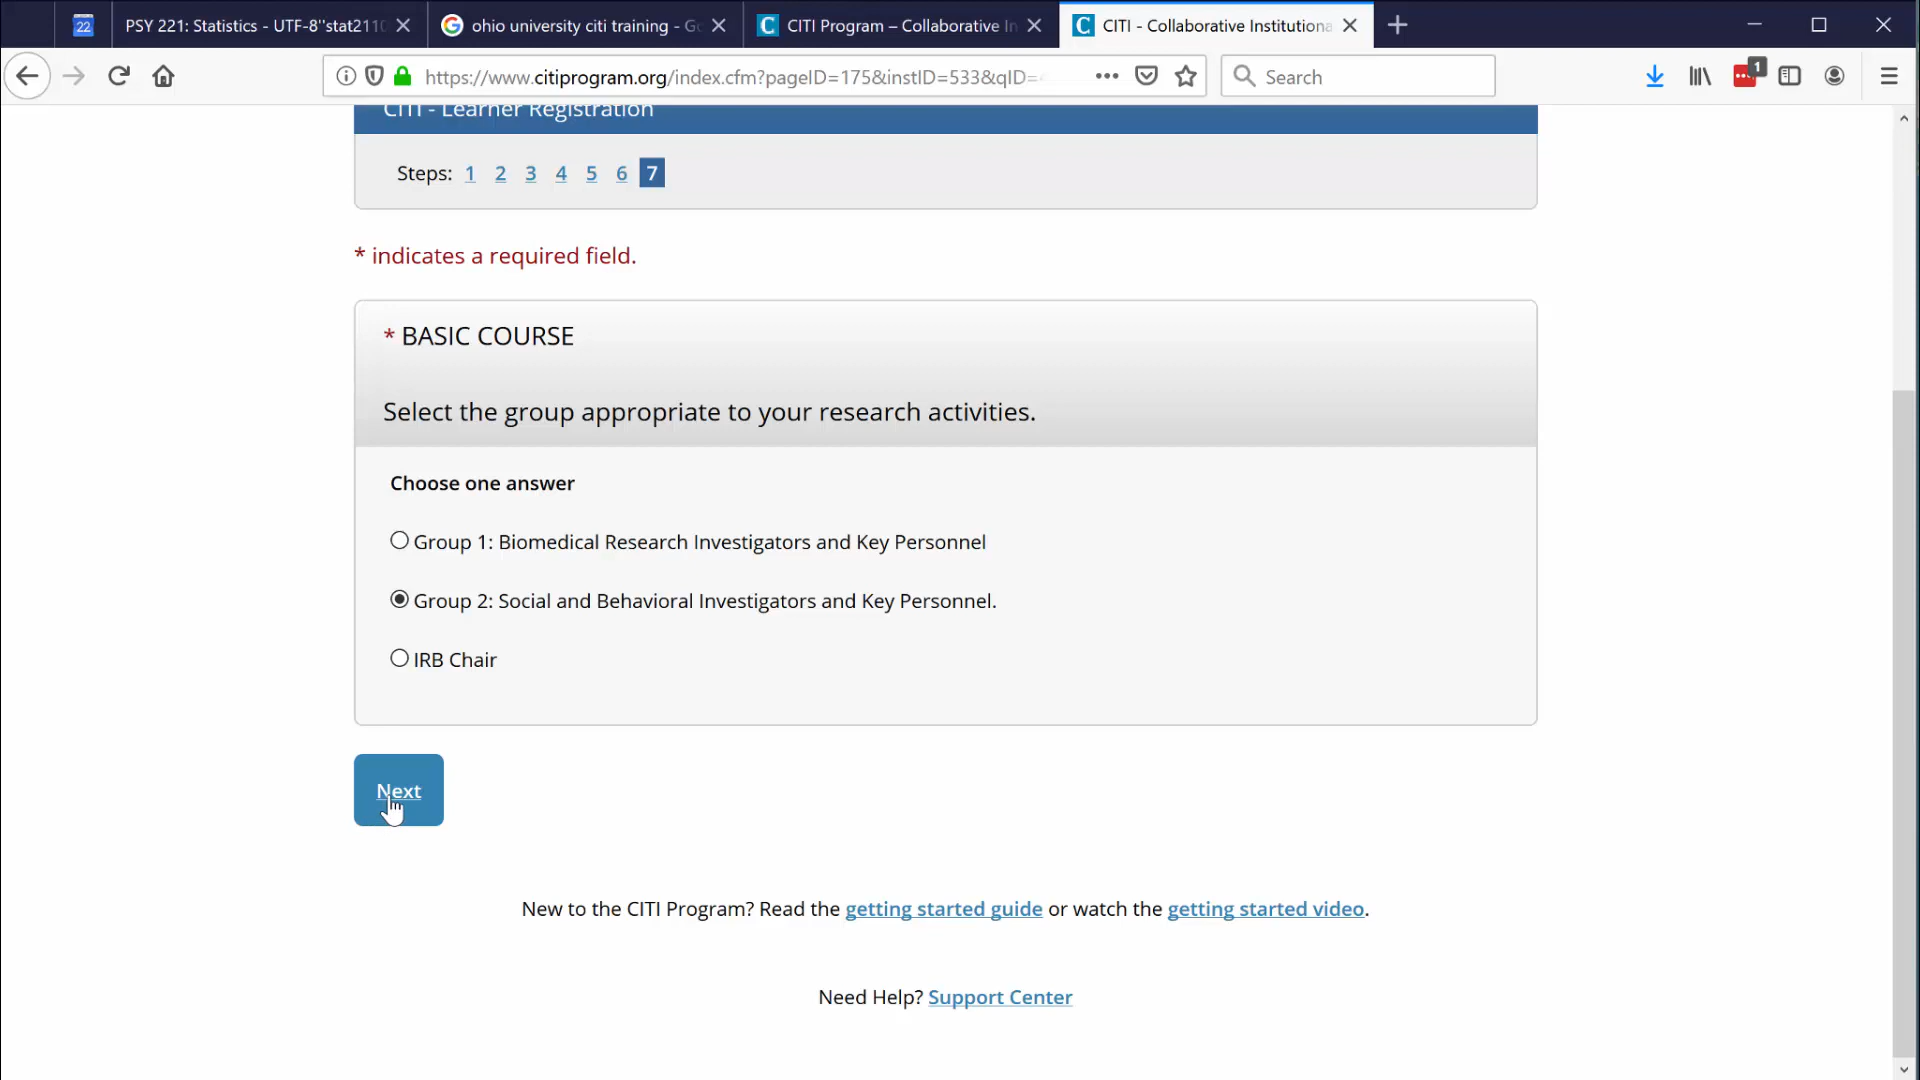 22
PSY 221: Statistics - UTF-8''stat2110
ohio university citi training - Go
CITI Program – Collaborative In
CITI - Collaborative Institutiona
https://www.citiprogram.org/index.cfm?pageID=175&instID=533&qID=
Search
1
CITI - Learner Registration
Steps: 1 2 3 4 5 6 7
* indicates a required field.
* BASIC COURSE
Select the group appropriate to your research activities.
Choose one answer
Group 1: Biomedical Research Investigators and Key Personnel
Group 2: Social and Behavioral Investigators and Key Personnel.
IRB Chair
Next
New to the CITI Program? Read the getting started guide or watch the getting started video.
Need Help? Support Center